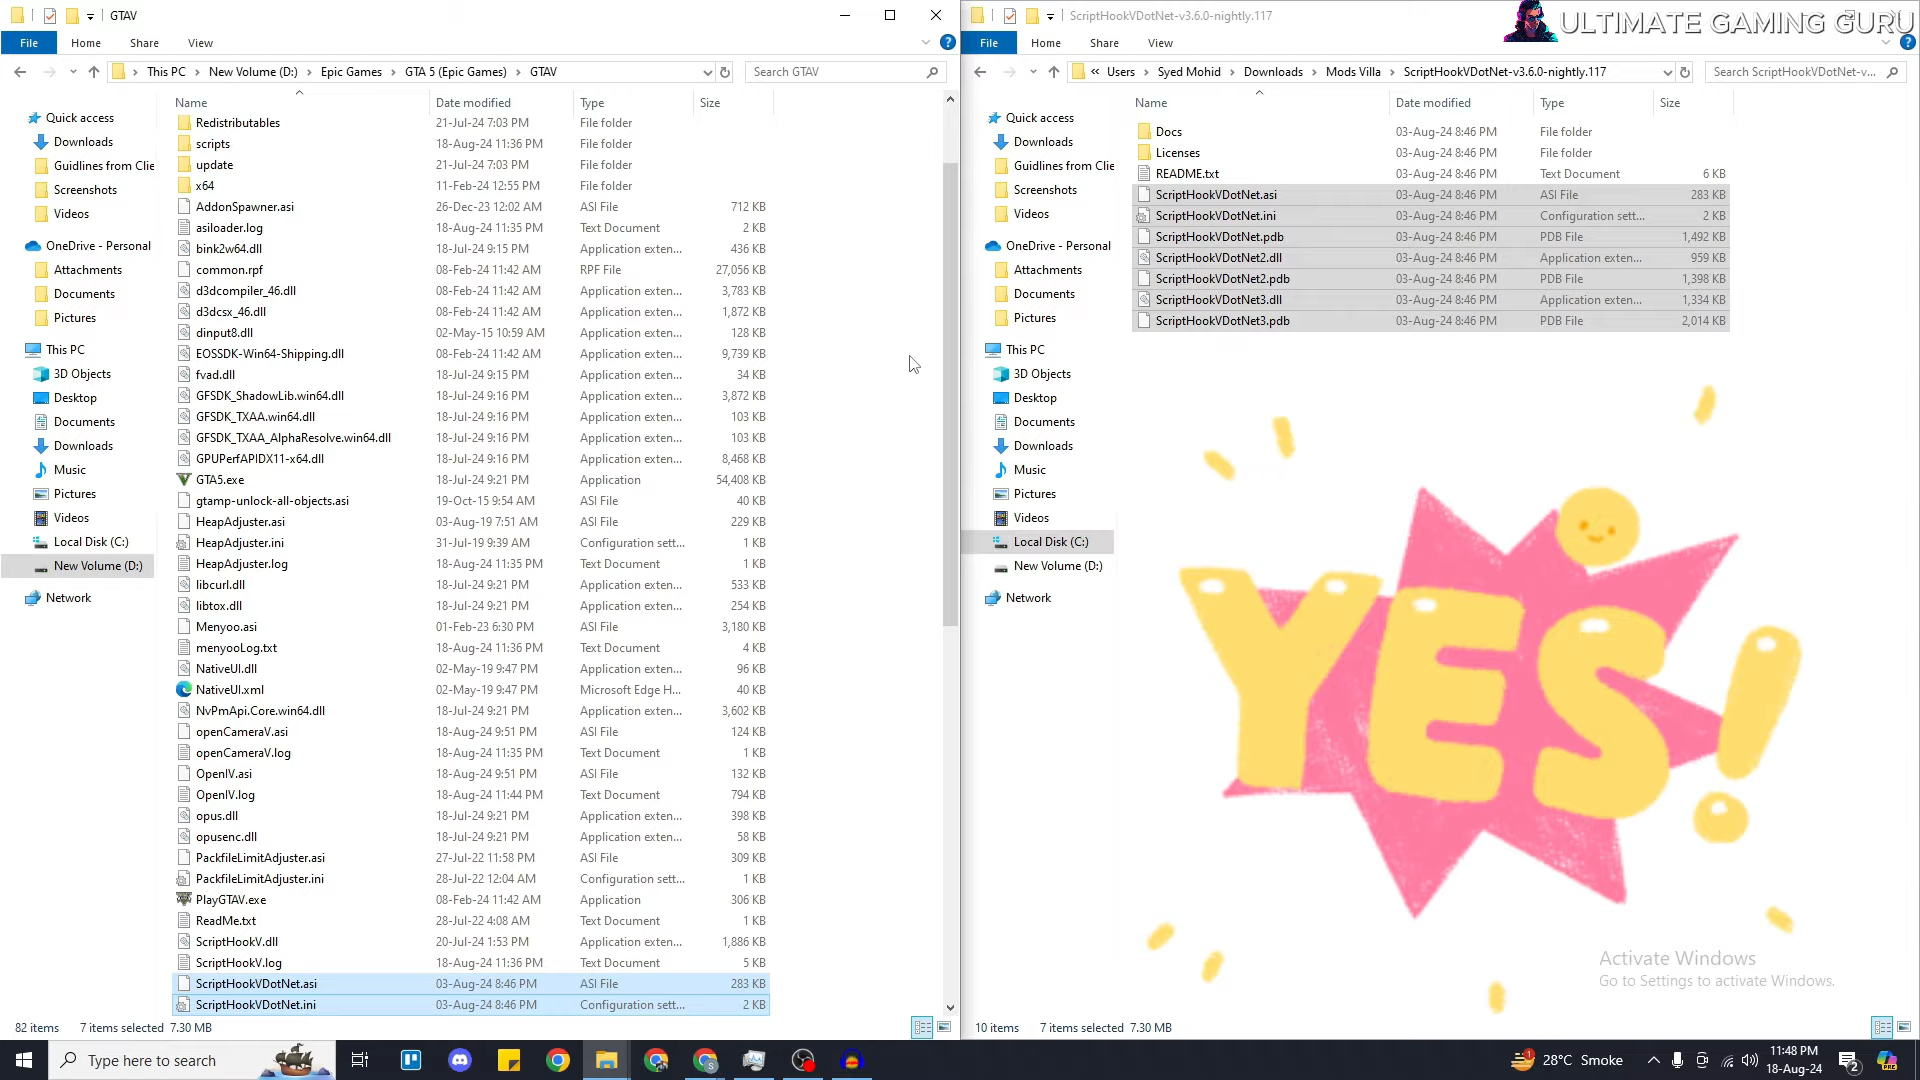 GTAV
File Home Share View
This PC New Volume (D:) Epic Games GTA 5 (Epic Games) GTAV
Search GTAV
Quick access
Downloads
Guidlines from Clie
Screenshots
Videos
OneDrive - Personal
Attachments
Documents
Pictures
This PC
3D Objects
Desktop
Documents
Downloads
Music
Pictures
Videos
Local Disk (C:)
New Volume (D:)
Network
Name Date modified Type Size
Redistributables 21-Jul-24 7:03 PM File folder
scripts 18-Aug-24 11:36 PM File folder
update 21-Jul-24 7:03 PM File folder
x64 11-Feb-24 12:55 PM File folder
AddonSpawner.asi 26-Dec-23 12:02 AM ASI File 712 KB
asiloader.log 18-Aug-24 11:35 PM Text Document 2 KB
bink2w64.dll 18-Jul-24 9:15 PM Application exten... 436 KB
common.rpf 08-Feb-24 11:42 AM RPF File 27,056 KB
d3dcompiler_46.dll 08-Feb-24 11:42 AM Application exten... 3,783 KB
d3dcsx_46.dll 08-Feb-24 11:42 AM Application exten... 1,872 KB
dinput8.dll 02-May-15 10:59 AM Application exten... 128 KB
EOSSDK-Win64-Shipping.dll 08-Feb-24 11:42 AM Application exten... 9,739 KB
fvad.dll 18-Jul-24 9:15 PM Application exten... 34 KB
GFSDK_ShadowLib.win64.dll 18-Jul-24 9:16 PM Application exten... 3,872 KB
GFSDK_TXAA.win64.dll 18-Jul-24 9:16 PM Application exten... 103 KB
GFSDK_TXAA_AlphaResolve.win64.dll 18-Jul-24 9:16 PM Application exten... 103 KB
GPUPerfAPIDX11-x64.dll 18-Jul-24 9:16 PM Application exten... 8,468 KB
GTA5.exe 18-Jul-24 9:21 PM Application 54,408 KB
gtamp-unlock-all-objects.asi 19-Oct-15 9:54 AM ASI File 40 KB
HeapAdjuster.asi 03-Aug-19 7:51 AM ASI File 229 KB
HeapAdjuster.ini 31-Jul-19 9:39 AM Configuration sett... 1 KB
HeapAdjuster.log 18-Aug-24 11:35 PM Text Document 1 KB
libcurl.dll 18-Jul-24 9:21 PM Application exten... 533 KB
libtox.dll 18-Jul-24 9:21 PM Application exten... 254 KB
Menyoo.asi 01-Feb-23 6:30 PM ASI File 3,180 KB
menyooLog.txt 18-Aug-24 11:36 PM Text Document 4 KB
NativeUI.dll 02-May-19 9:47 PM Application exten... 96 KB
NativeUI.xml 02-May-19 9:47 PM Microsoft Edge H... 40 KB
NvPmApi.Core.win64.dll 18-Jul-24 9:21 PM Application exten... 3,602 KB
openCameraV.asi 18-Aug-24 9:51 PM ASI File 124 KB
openCameraV.log 18-Aug-24 11:35 PM Text Document 1 KB
OpenIV.asi 18-Aug-24 9:51 PM ASI File 132 KB
OpenIV.log 18-Aug-24 11:44 PM Text Document 794 KB
opus.dll 18-Jul-24 9:21 PM Application exten... 398 KB
opusenc.dll 18-Jul-24 9:21 PM Application exten... 58 KB
PackfileLimitAdjuster.asi 27-Jul-22 11:58 PM ASI File 309 KB
PackfileLimitAdjuster.ini 28-Jul-22 12:04 AM Configuration sett... 1 KB
PlayGTAV.exe 08-Feb-24 11:42 AM Application 306 KB
ReadMe.txt 28-Jul-22 4:08 AM Text Document 1 KB
ScriptHookV.dll 20-Jul-24 1:53 PM Application exten... 1,886 KB
ScriptHookV.log 18-Aug-24 11:36 PM Text Document 5 KB
ScriptHookVDotNet.asi 03-Aug-24 8:46 PM ASI File 283 KB
ScriptHookVDotNet.ini 03-Aug-24 8:46 PM Configuration sett... 2 KB
82 items 7 items selected 7.30 MB
ScriptHookVDotNet-v3.6.0-nightly.117
ULTIMATE GAMING GURU
File Home Share View
« Users Syed Mohid Downloads Mods Villa ScriptHookVDotNet-v3.6.0-nightly.117
Search ScriptHookVDotNet-v...
Quick access
Downloads
Guidlines from Clie
Screenshots
Videos
OneDrive - Personal
Attachments
Documents
Pictures
This PC
3D Objects
Desktop
Documents
Downloads
Music
Pictures
Videos
Local Disk (C:)
New Volume (D:)
Network
Name Date modified Type Size
Docs 03-Aug-24 8:46 PM File folder
Licenses 03-Aug-24 8:46 PM File folder
README.txt 03-Aug-24 8:46 PM Text Document 6 KB
ScriptHookVDotNet.asi 03-Aug-24 8:46 PM ASI File 283 KB
ScriptHookVDotNet.ini 03-Aug-24 8:46 PM Configuration sett... 2 KB
ScriptHookVDotNet.pdb 03-Aug-24 8:46 PM PDB File 1,492 KB
ScriptHookVDotNet2.dll 03-Aug-24 8:46 PM Application exten... 959 KB
ScriptHookVDotNet2.pdb 03-Aug-24 8:46 PM PDB File 1,398 KB
ScriptHookVDotNet3.dll 03-Aug-24 8:46 PM Application exten... 1,334 KB
ScriptHookVDotNet3.pdb 03-Aug-24 8:46 PM PDB File 2,014 KB
YES!
Activate Windows
Go to Settings to activate Windows.
10 items 7 items selected 7.30 MB
Type here to search
28°C Smoke
11:48 PM
18-Aug-24
2